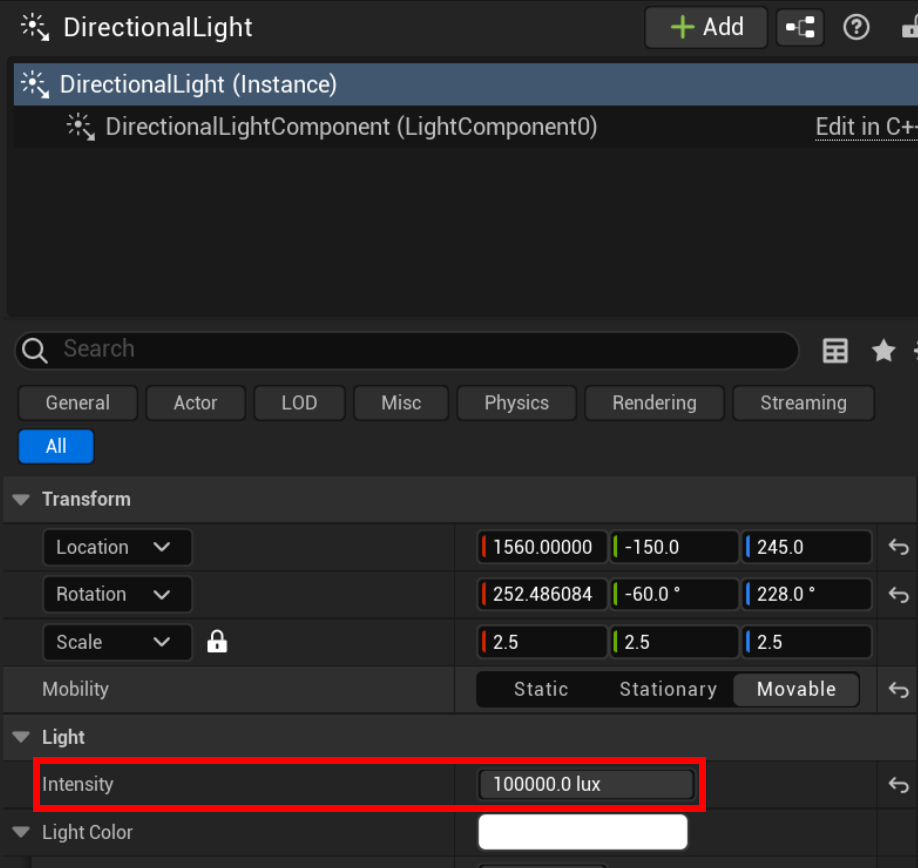 DirectionalLight Add
DirectionalLight (Instance)
DirectionalLightComponent (LightComponent0) Edit in C+
Search
General Actor LOD Misc Physics Rendering Streaming
All
Transform
Location 1560.00000 -150.0 245.0
Rotation 252.486084 -60.0 ° 228.0 °
Scale 2.5 2.5 2.5
Mobility Static Stationary Movable
Light
Intensity 100000.0 lux
Light Color